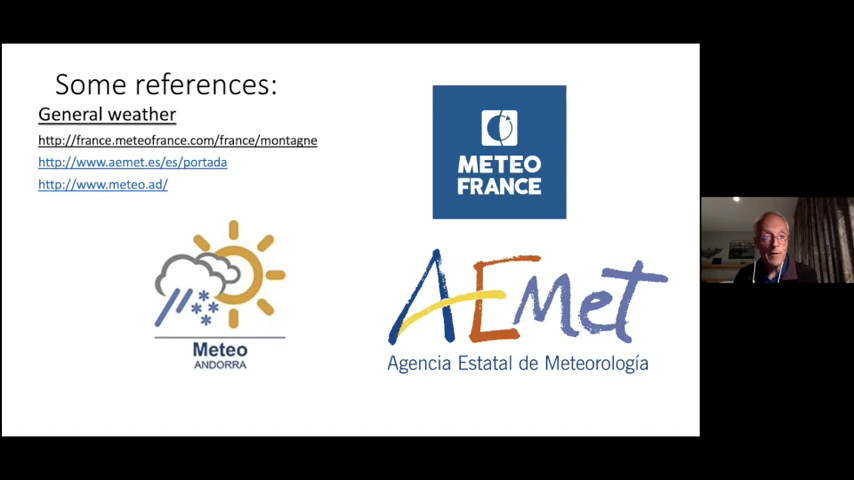 Some references:
General weather
http://france.meteofrance.com/france/montagne
http://www.aemet.es/es/portada
http://www.meteo.ad/
METEO
FRANCE
AEMet
Agencia Estatal de Meteorología
Meteo
ANDORRA